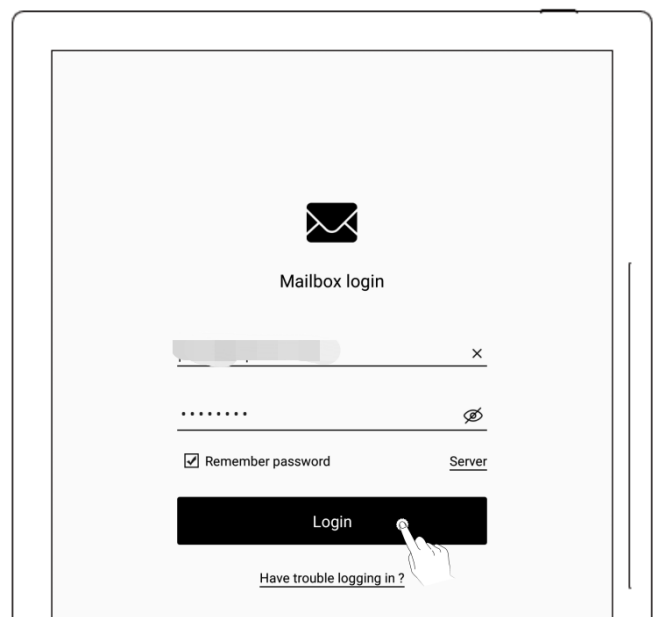 Mailbox login
••••••••
Remember password
Server
Login
Have trouble logging in ?